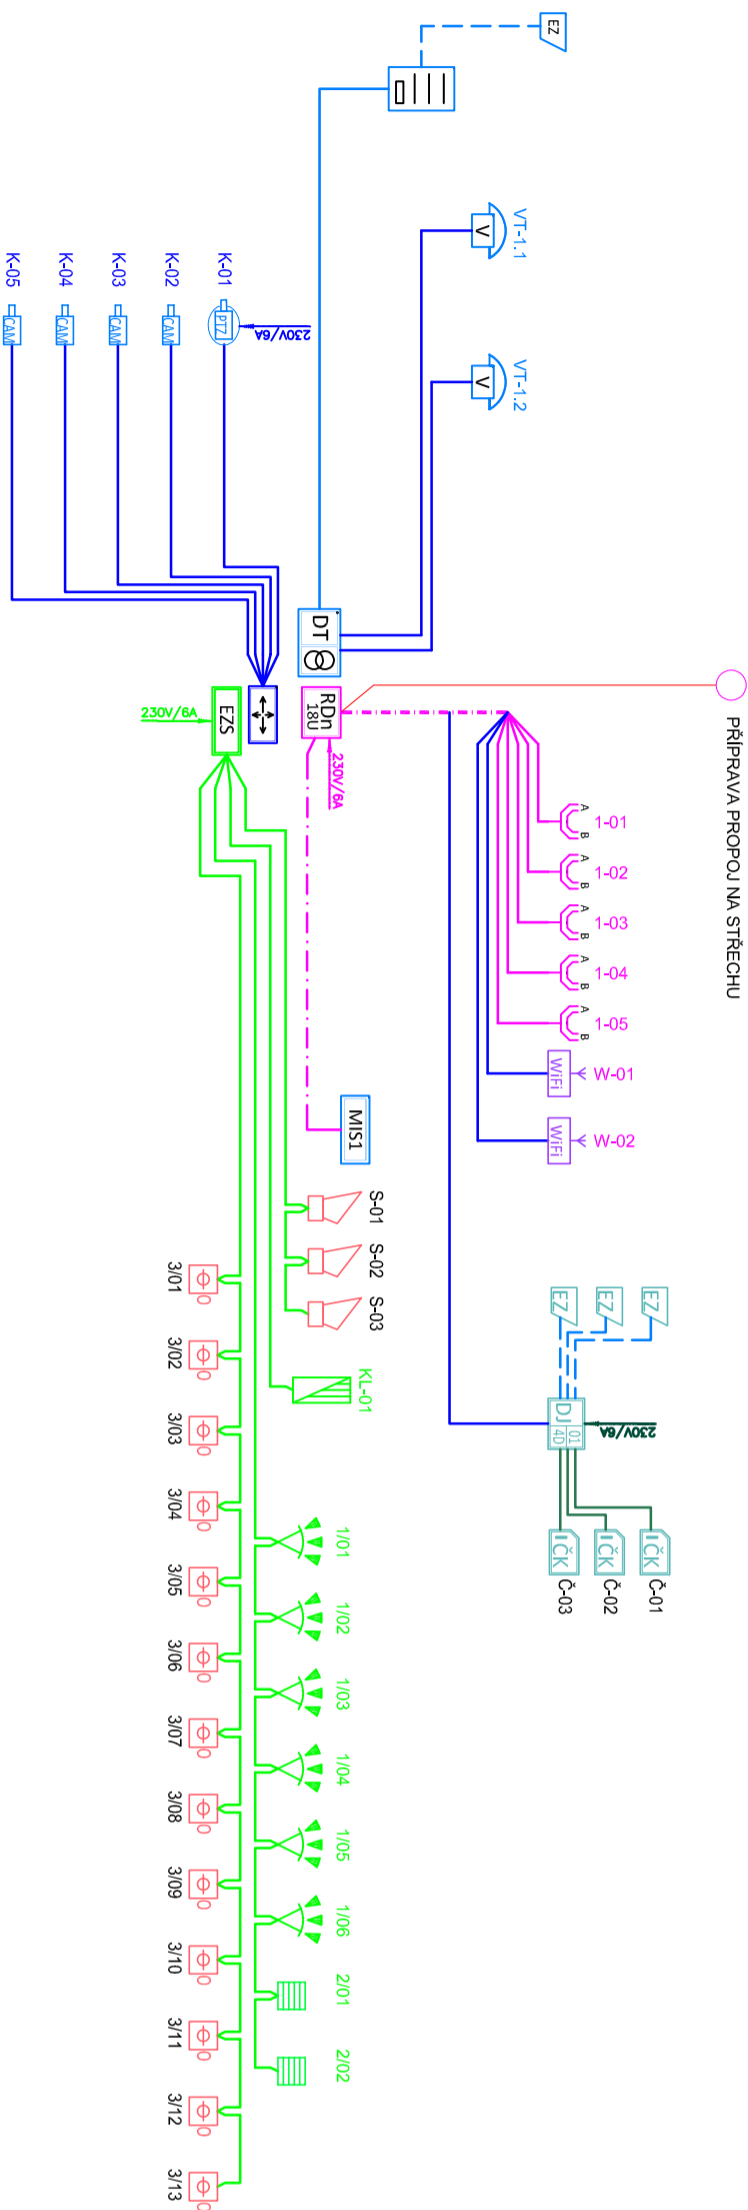 EZ
VT-1.1
V
VT-1.2
V
K-01
K-02
K-03
K-04
K-05
PTZ
CAM
CAM
CAM
CAM
230V/6A
DT
RDn
18U
230V/6A
EZS
230V/6A
PŘÍPRAVA PROPOJ NA STŘECHU
A
B
1-01
A
B
1-02
A
B
1-03
A
B
1-04
A
B
1-05
WiFi
W-01
WiFi
W-02
MIS1
S-01
S-02
S-03
KL-01
EZ
EZ
EZ
DJ
01
4D
230V/6A
IČK
IČK
IČK
Č-01
Č-02
Č-03
1/01
1/02
1/03
1/04
1/05
1/06
2/01
2/02
3/01
3/02
3/03
3/04
3/05
3/06
3/07
3/08
3/09
3/10
3/11
3/12
3/13